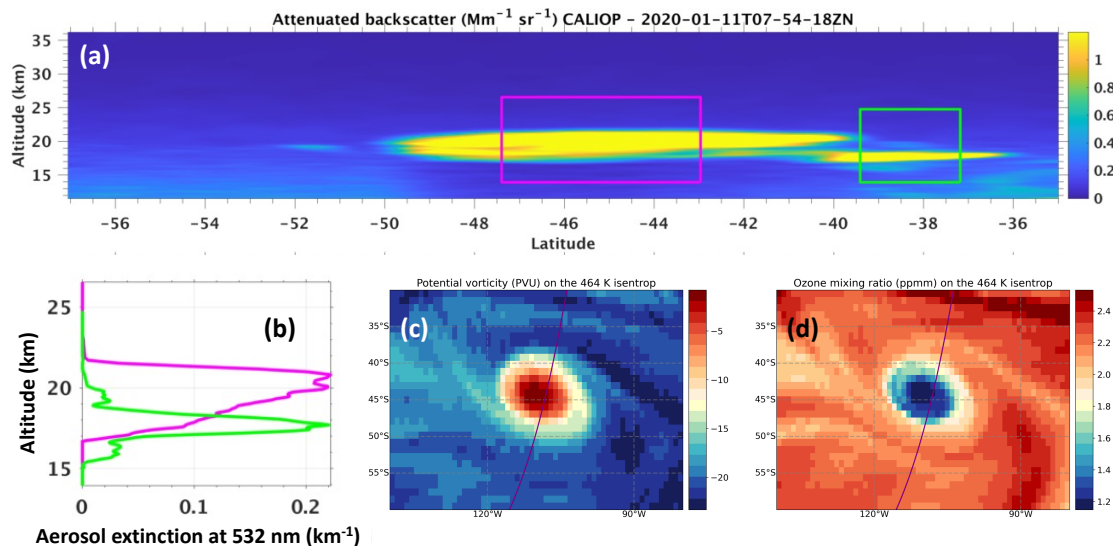 Attenuated backscatter (Mm⁻¹ sr⁻¹) CALIOP - 2020-01-11T07-54-18ZN
(a)
Altitude (km)
35
30
25
20
15
−56 −54 −52 −50 −48 −46 −44 −42 −40 −38 −36
Latitude
1
0.8
0.6
0.4
0.2
0
(b)
Altitude (km)
25
20
15
0 0.1 0.2
Aerosol extinction at 532 nm (km⁻¹)
Potential vorticity (PVU) on the 464 K isentrop
(c)
35°S
40°S
45°S
50°S
55°S
120°W 90°W
−5
−10
−15
−20
Ozone mixing ratio (ppnm) on the 464 K isentrop
(d)
35°S
40°S
45°S
50°S
55°S
120°W 90°W
2.4
2.2
2.0
1.8
1.6
1.4
1.2